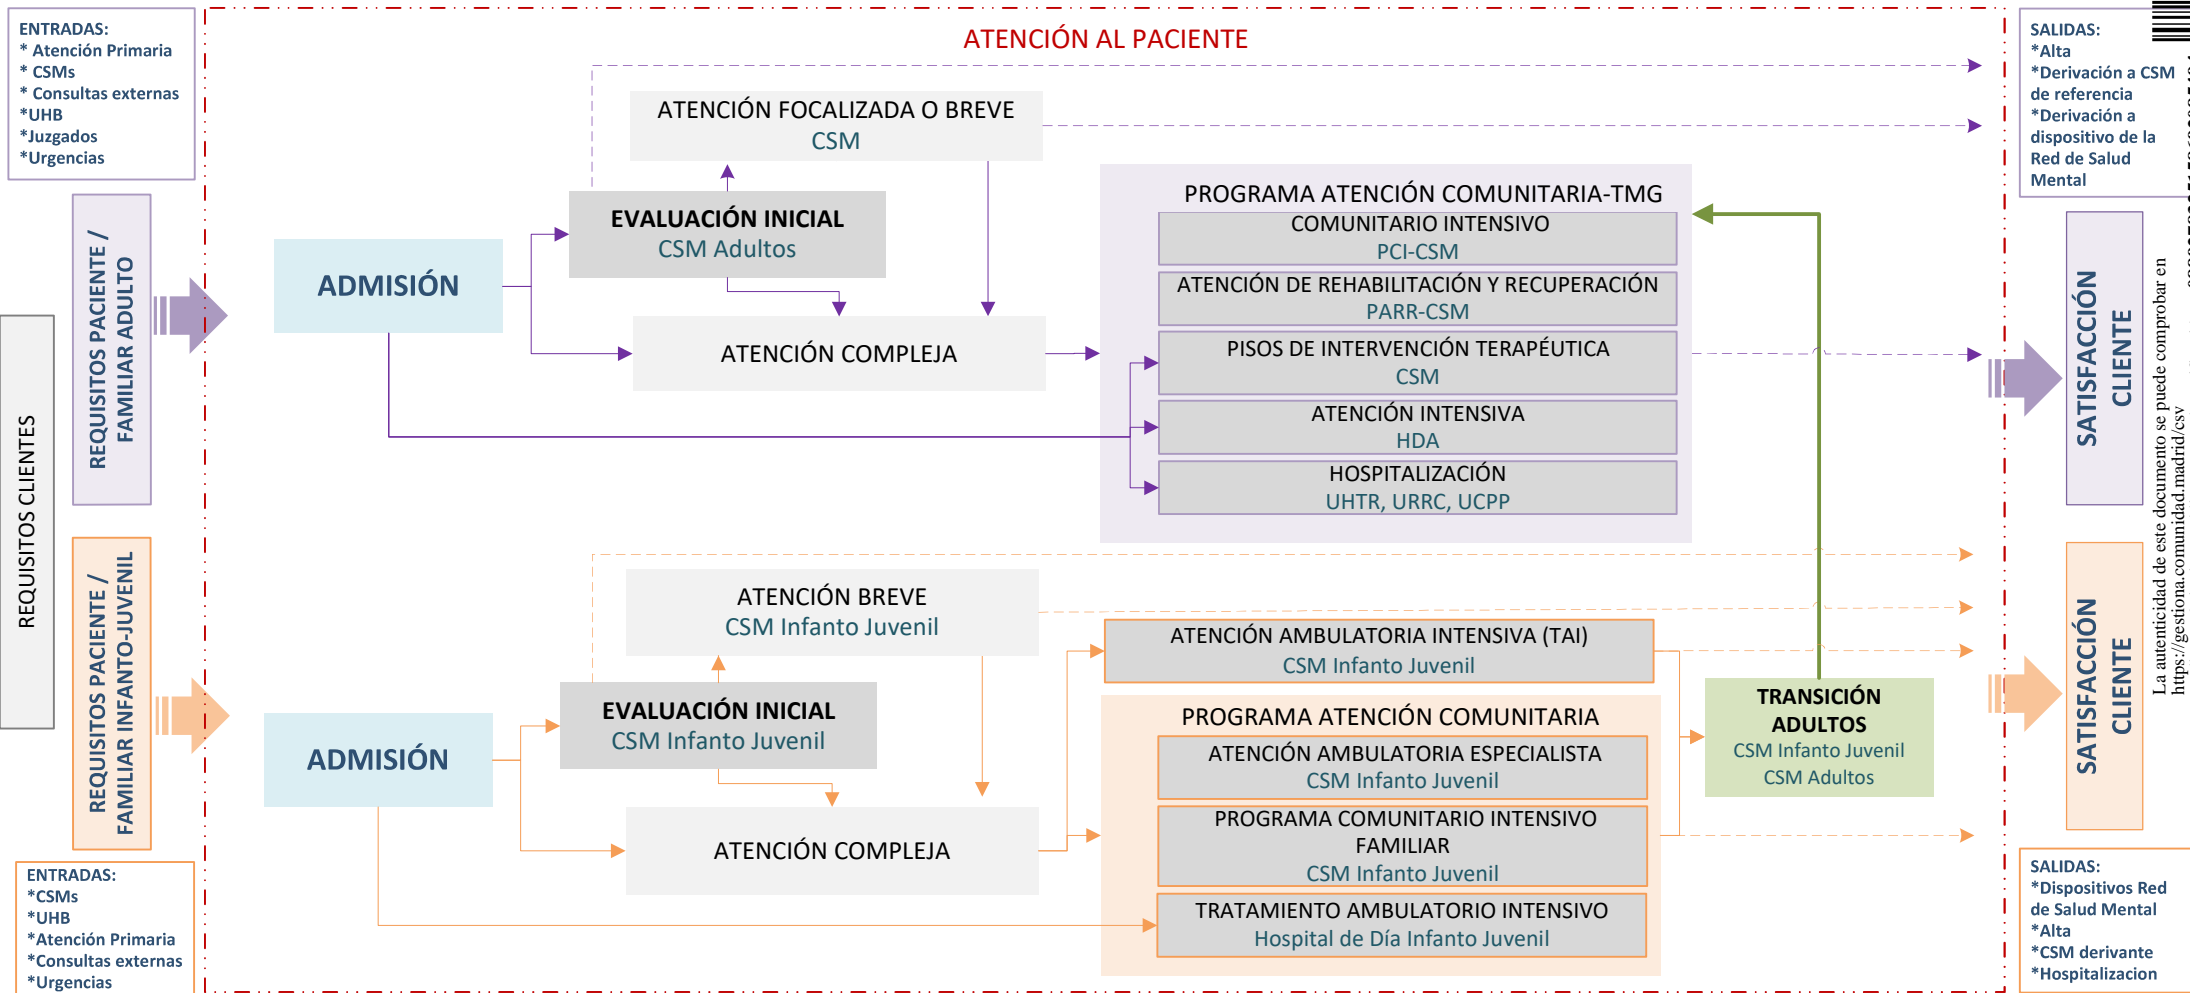 ATENCIÓN AL PACIENTE
ENTRADAS:
* Atención Primaria
* CSMs
* Consultas externas
*UHB
*Juzgados
*Urgencias
REQUISITOS CLIENTES
REQUISITOS PACIENTE /
FAMILIAR ADULTO
ADMISIÓN
EVALUACIÓN INICIAL
CSM Adultos
ATENCIÓN FOCALIZADA O BREVE
CSM
ATENCIÓN COMPLEJA
PROGRAMA ATENCIÓN COMUNITARIA-TMG
COMUNITARIO INTENSIVO
PCI-CSM
ATENCIÓN DE REHABILITACIÓN Y RECUPERACIÓN
PARR-CSM
PISOS DE INTERVENCIÓN TERAPÉUTICA
CSM
ATENCIÓN INTENSIVA
HDA
HOSPITALIZACIÓN
UHTR, URRC, UCPP
SALIDAS:
*Alta
*Derivación a CSM
de referencia
*Derivación a
dispositivo de la
Red de Salud
Mental
SATISFACCIÓN
CLIENTE
REQUISITOS PACIENTE /
FAMILIAR INFANTO-JUVENIL
ENTRADAS:
*CSMs
*UHB
*Atención Primaria
*Consultas externas
*Urgencias
ADMISIÓN
EVALUACIÓN INICIAL
CSM Infanto Juvenil
ATENCIÓN BREVE
CSM Infanto Juvenil
ATENCIÓN COMPLEJA
ATENCIÓN AMBULATORIA INTENSIVA (TAI)
CSM Infanto Juvenil
PROGRAMA ATENCIÓN COMUNITARIA
ATENCIÓN AMBULATORIA ESPECIALISTA
CSM Infanto Juvenil
PROGRAMA COMUNITARIO INTENSIVO
FAMILIAR
CSM Infanto Juvenil
TRATAMIENTO AMBULATORIO INTENSIVO
Hospital de Día Infanto Juvenil
TRANSICIÓN
ADULTOS
CSM Infanto Juvenil
CSM Adultos
SATISFACCIÓN
CLIENTE
SALIDAS:
*Dispositivos Red
de Salud Mental
*Alta
*CSM derivante
*Hospitalizacion
La autenticidad de este documento se puede comprobar en
https://gestiona.comunidad.madrid/csv